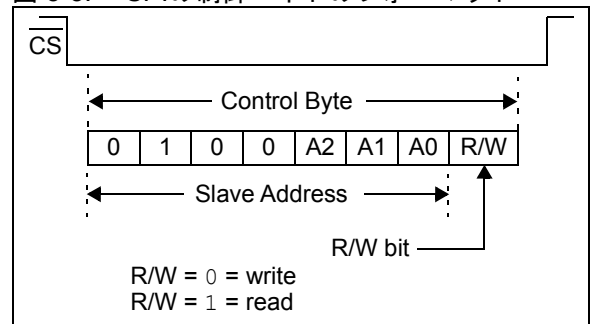 CS
Control Byte
0 1 0 0 A2 A1 A0 R/W
Slave Address
R/W bit
R/W = 0 = write
R/W = 1 = read